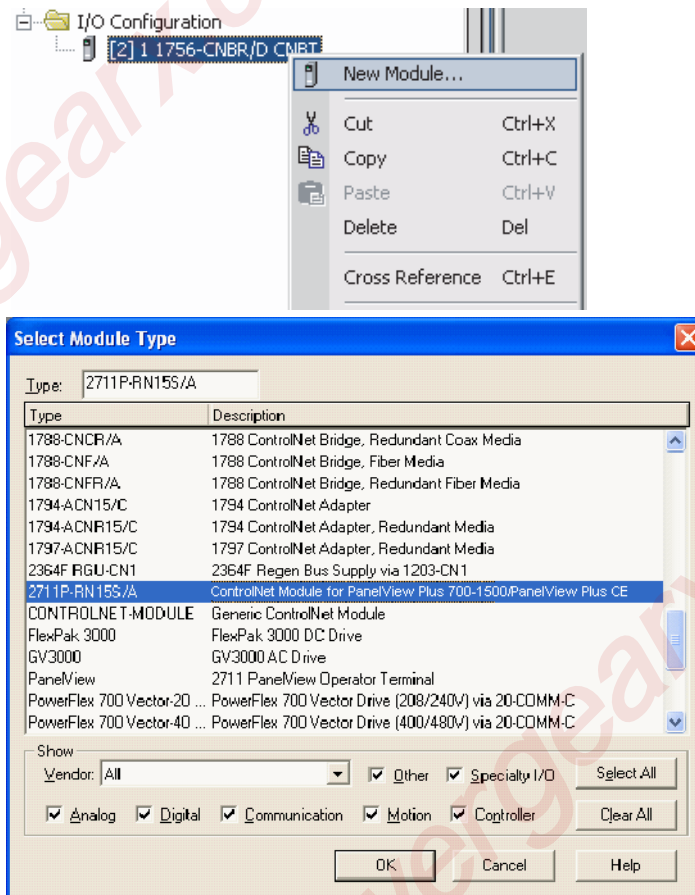 I/O Configuration
[2] 1 1756-CNBR/D CNBT
New Module...
Cut Ctrl+X
Copy Ctrl+C
Paste Ctrl+V
Delete Del
Cross Reference Ctrl+E
Select Module Type
Type: 2711P-RN15S/A
Type Description
1788-CNCR/A 1788 ControlNet Bridge, Redundant Coax Media
1788-CNF/A 1788 ControlNet Bridge, Fiber Media
1788-CNFR/A 1788 ControlNet Bridge, Redundant Fiber Media
1794-ACN15/C 1794 ControlNet Adapter
1794-ACNR15/C 1794 ControlNet Adapter, Redundant Media
1797-ACNR15/C 1797 ControlNet Adapter, Redundant Media
2364F RGU-CN1 2364F Regen Bus Supply via 1203-CN1
2711P-RN15S/A ControlNet Module for PanelView Plus 700-1500/PanelView Plus CE
CONTROLNET-MODULE Generic ControlNet Module
FlexPak 3000 FlexPak 3000 DC Drive
GV3000 GV3000 AC Drive
PanelView 2711 PanelView Operator Terminal
PowerFlex 700 Vector-20 ... PowerFlex 700 Vector Drive (208/240V) via 20-COMM-C
PowerFlex 700 Vector-40 ... PowerFlex 700 Vector Drive (400/480V) via 20-COMM-C
Show
Vendor: All Other Specialty I/O Select All
Analog Digital Communication Motion Controller Clear All
OK Cancel Help